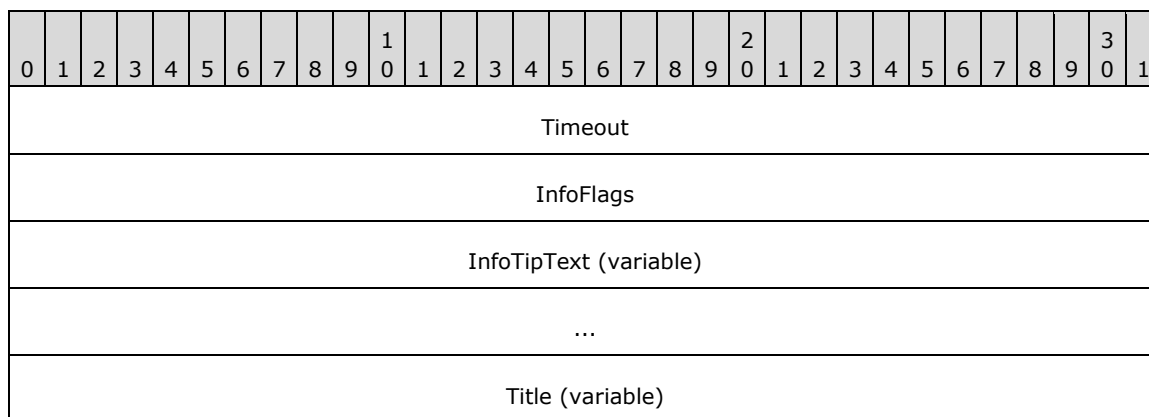 1 2 3
0 1 2 3 4 5 6 7 8 9 0 1 2 3 4 5 6 7 8 9 0 1 2 3 4 5 6 7 8 9 0 1
Timeout
InfoFlags
InfoTipText (variable)
...
Title (variable)